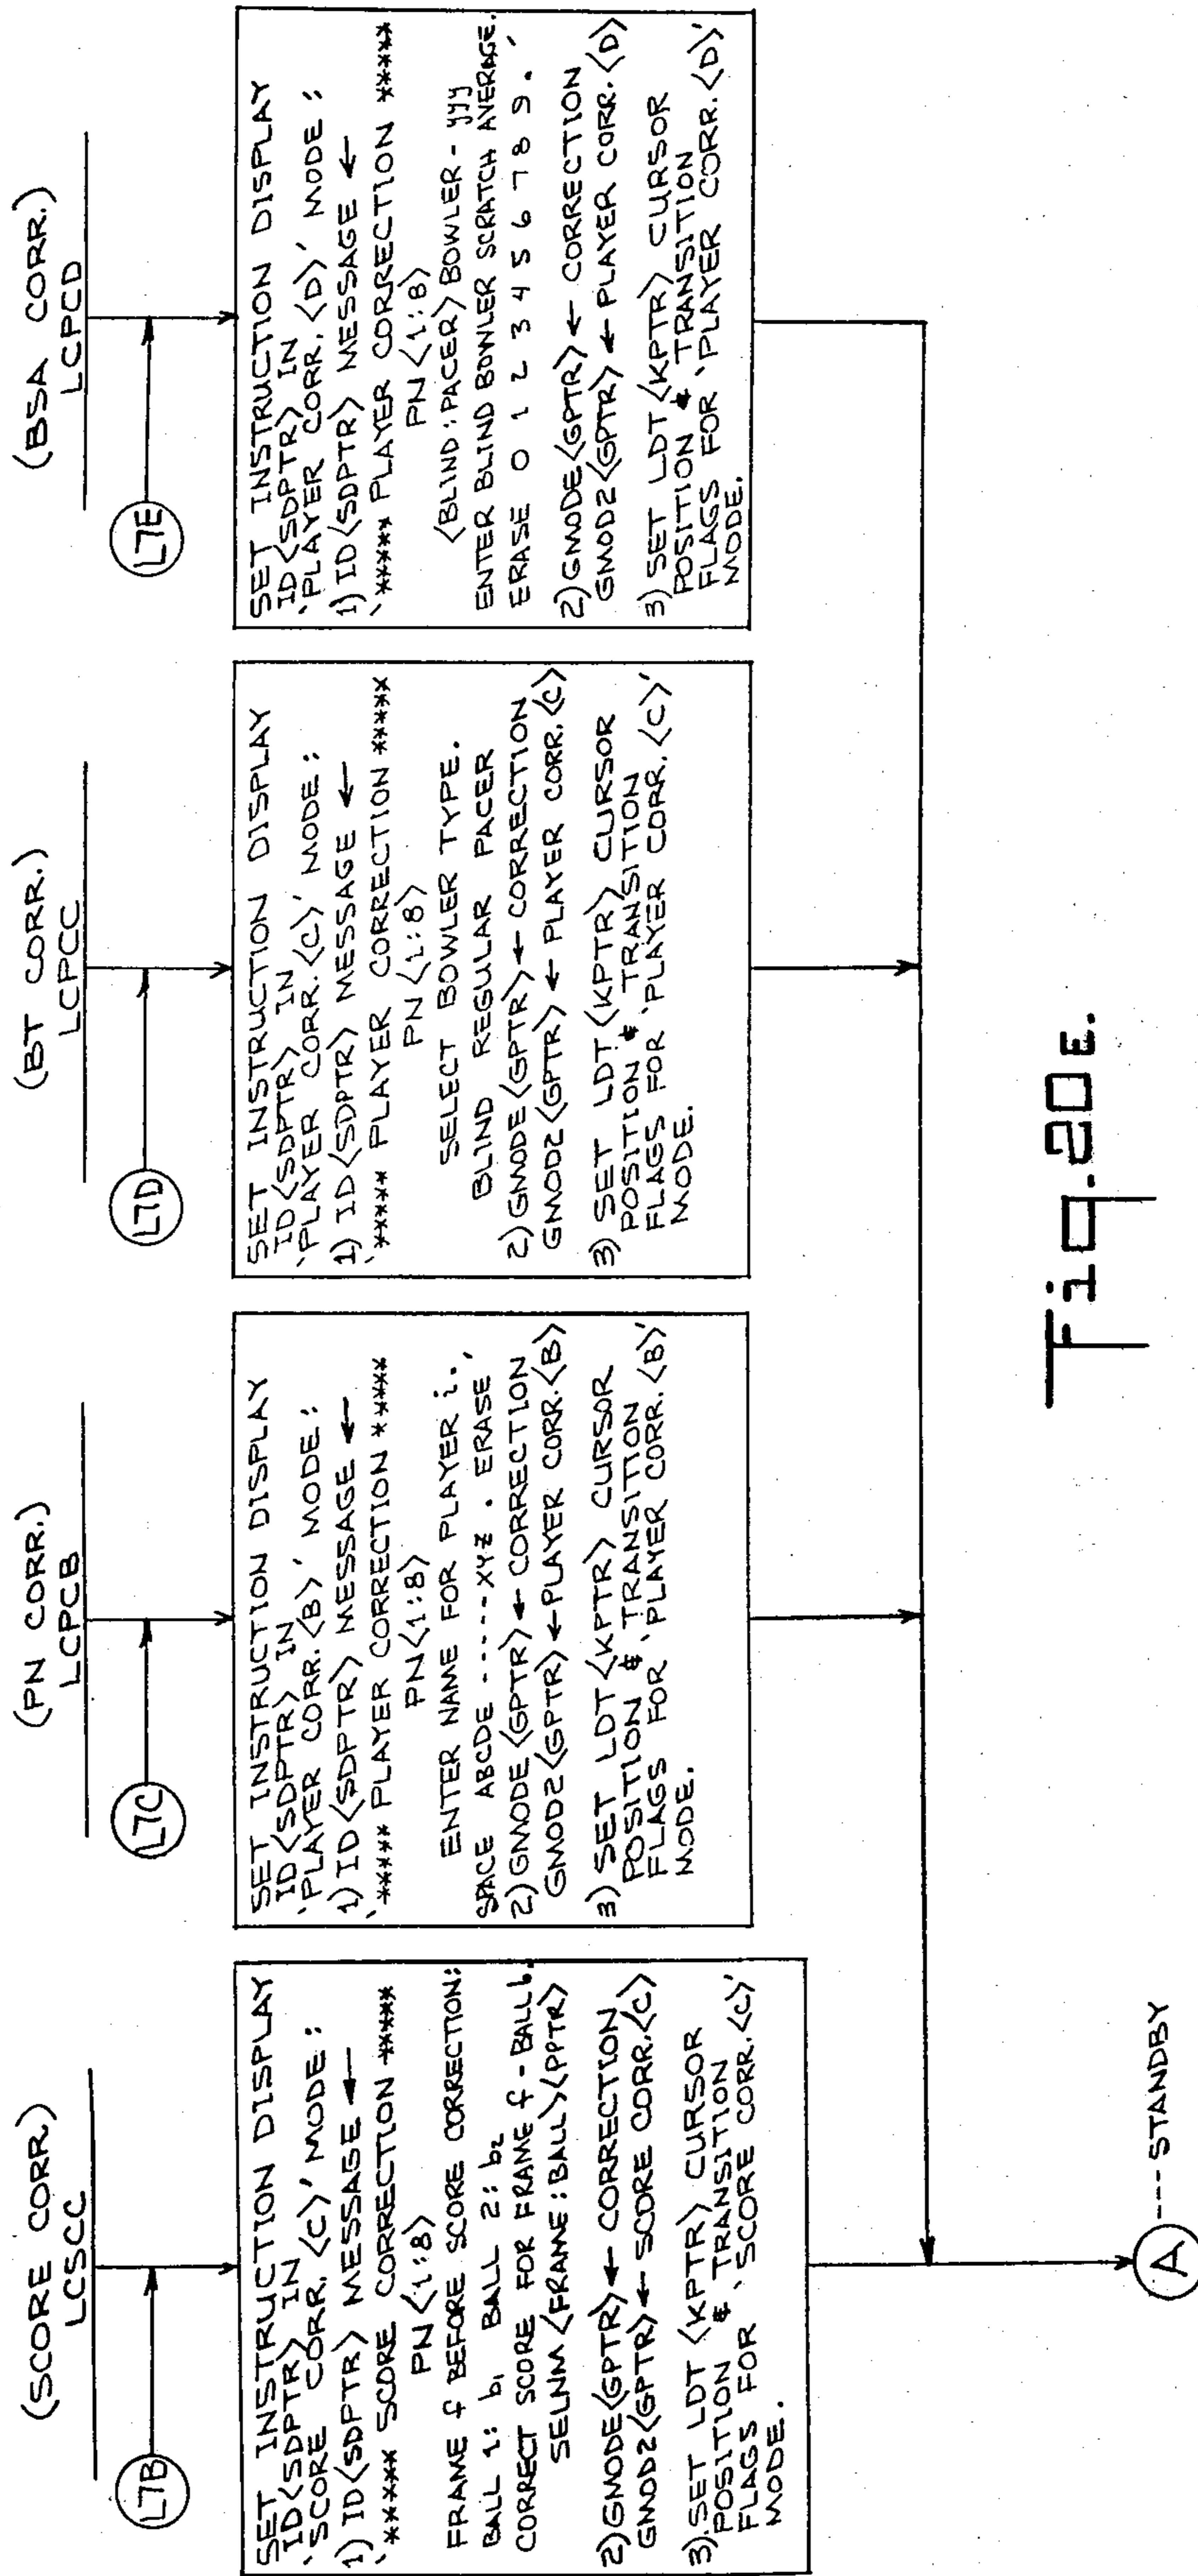 (SCORE CORR.)
LCSCC
L7B
SET INSTRUCTION DISPLAY
ID<SDPTR> IN
'SCORE CORR. <C>' MODE:
1) ID<SDPTR> MESSAGE ←
'***** SCORE CORRECTION *****
PN<1:8>
FRAME f BEFORE SCORE CORRECTION:
BALL 1: b1 BALL 2: b2
CORRECT SCORE FOR FRAME f - BALL b.
SELNM<FRAME:BALL>(PPTR>
2) GMODE<GPTR> ← CORRECTION
GMOD2<GPTR> ← SCORE CORR.<C>
3). SET LDT<KPTR> CURSOR
POSITION & TRANSITION
FLAGS FOR 'SCORE CORR. <C>'
MODE.
(PN CORR.)
LCPCB
L7C
SET INSTRUCTION DISPLAY
ID<SDPTR> IN
'PLAYER CORR.<B>' MODE:
1) ID<SDPTR> MESSAGE ←
'***** PLAYER CORRECTION *****
PN<1:8>
ENTER NAME FOR PLAYER i.,
SPACE ABCDE ----- XYZ . ERASE
2) GMODE<GPTR> ← CORRECTION
GMOD2<GPTR> ← PLAYER CORR.<B>
3) SET LDT<KPTR> CURSOR
POSITION & TRANSITION
FLAGS FOR 'PLAYER CORR. <B>'
MODE.
(BT CORR.)
LCPCC
L7D
SET INSTRUCTION DISPLAY
ID<SDPTR> IN
'PLAYER CORR.<C>' MODE:
1) ID<SDPTR> MESSAGE ←
'***** PLAYER CORRECTION *****
PN<1:8>
SELECT BOWLER TYPE.
BLIND REGULAR PACER
2) GMODE<GPTR> ← CORRECTION
GMOD2<GPTR> ← PLAYER CORR.<C>
3) SET LDT<KPTR> CURSOR
POSITION & TRANSITION
FLAGS FOR 'PLAYER CORR. <C>'
MODE.
(BSA CORR.)
LCPCD
L7E
SET INSTRUCTION DISPLAY
ID<SDPTR> IN
'PLAYER CORR. <D>' MODE:
1) ID<SDPTR> MESSAGE ←
'***** PLAYER CORRECTION *****
PN<1:8>
<BLIND:PACER> BOWLER - yyy
ENTER BLIND BOWLER SCRATCH AVERAGE.
ERASE 0 1 2 3 4 5 6 7 8 9 . '
2) GMODE<GPTR> ← CORRECTION
GMOD2<GPTR> ← PLAYER CORR.<D>
3) SET LDT<KPTR> CURSOR
POSITION & TRANSITION
FLAGS FOR 'PLAYER CORR. <D>'
MODE.
A ---- STANDBY
Fig. 20E.